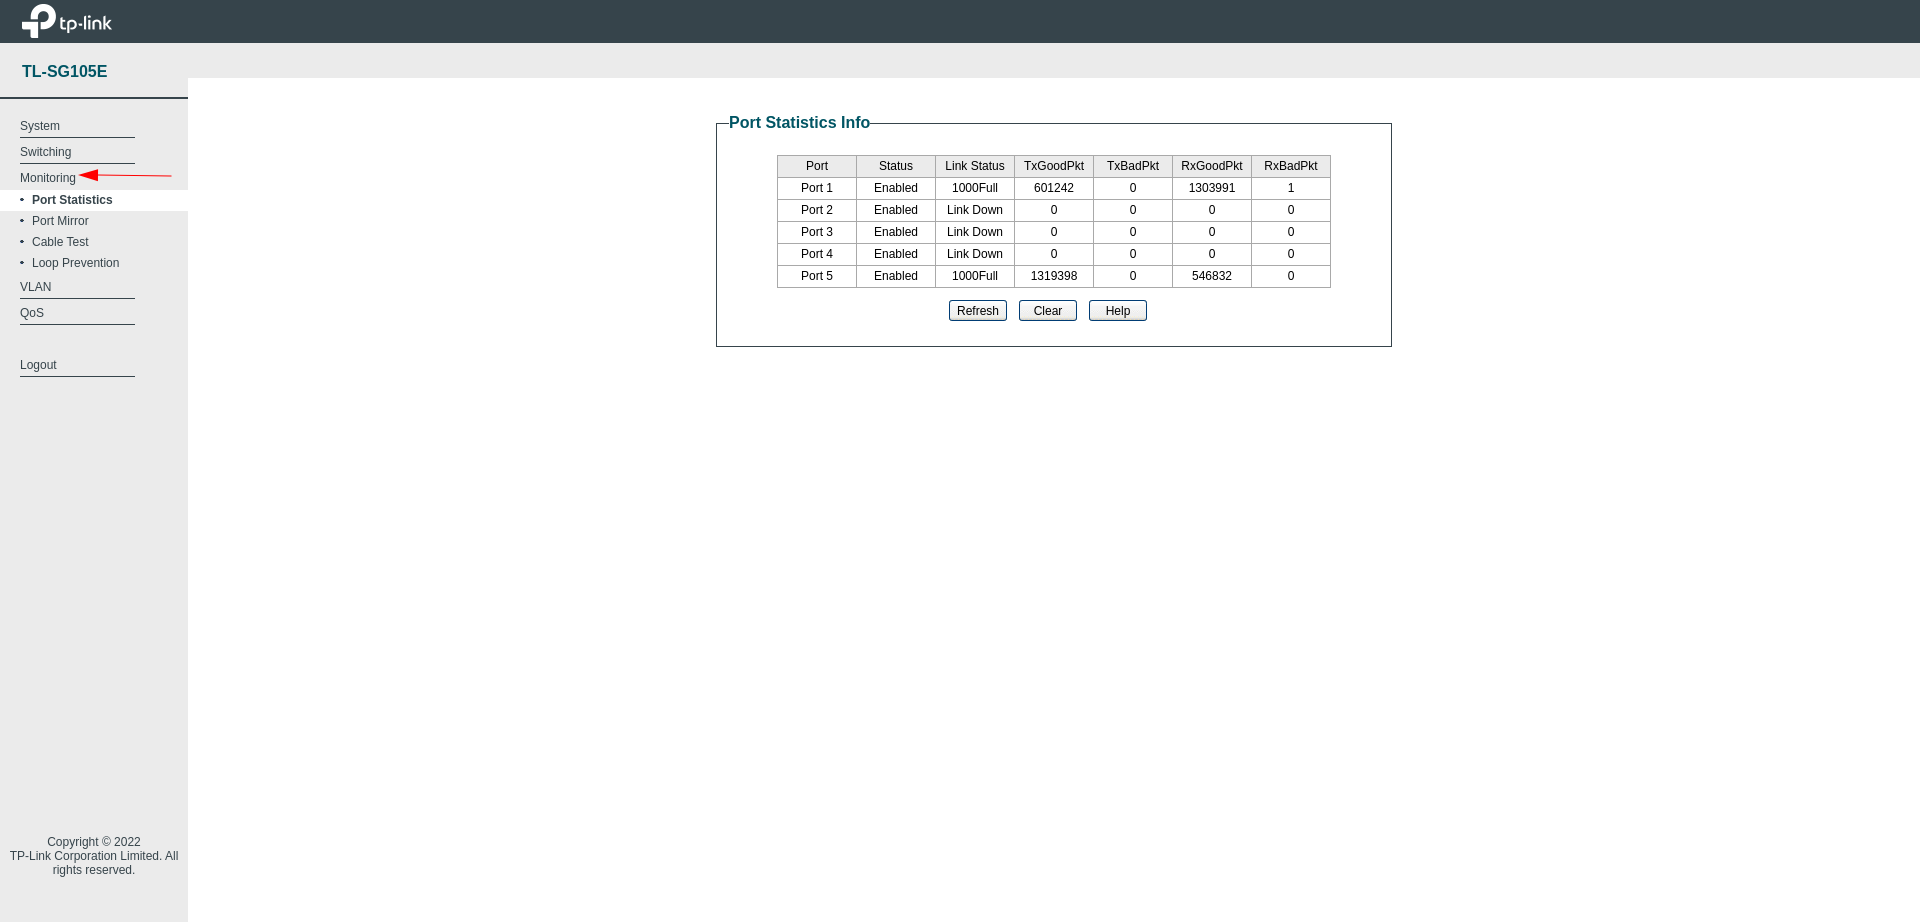 tp-link
TL-SG105E
System
Switching
Monitoring
Port Statistics
Port Mirror
Cable Test
Loop Prevention
VLAN
QoS
Logout
Copyright © 2022
TP-Link Corporation Limited. All
rights reserved.
Port Statistics Info
Port Status Link Status TxGoodPkt TxBadPkt RxGoodPkt RxBadPkt
Port 1 Enabled 1000Full 601242 0 1303991 1
Port 2 Enabled Link Down 0 0 0 0
Port 3 Enabled Link Down 0 0 0 0
Port 4 Enabled Link Down 0 0 0 0
Port 5 Enabled 1000Full 1319398 0 546832 0
Refresh Clear Help